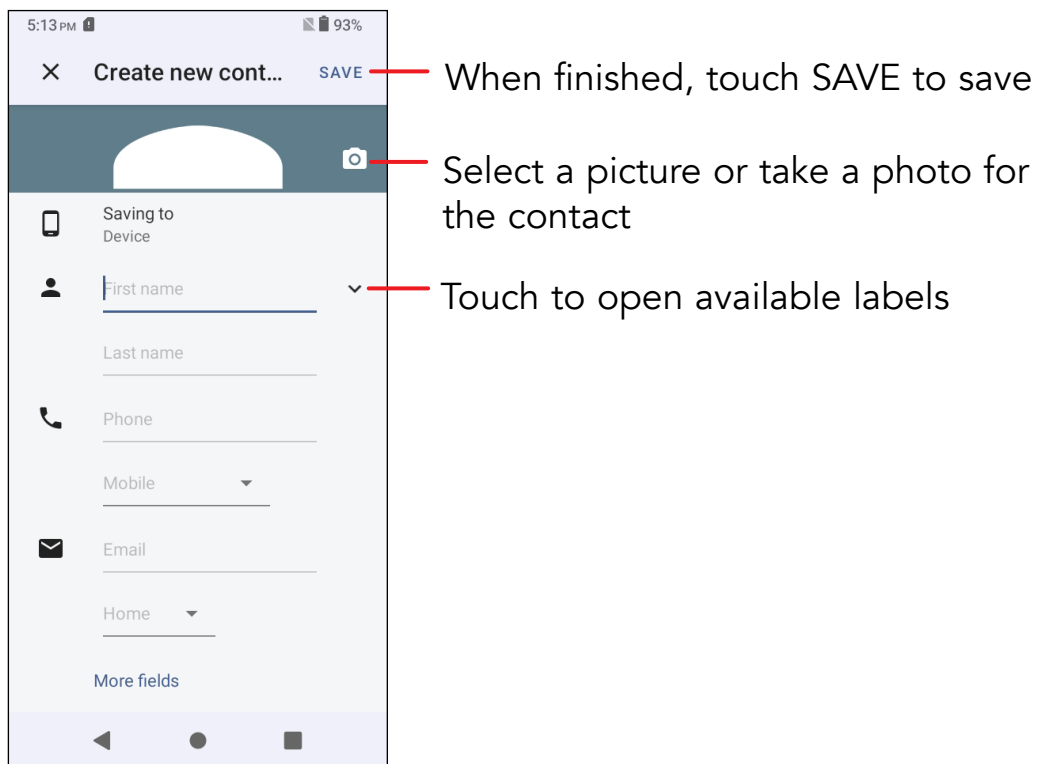 5:13 PM 93%
Create new cont... SAVE
When finished, touch SAVE to save
Select a picture or take a photo for
the contact
Saving to
Device
First name
Touch to open available labels
Last name
Phone
Mobile
Email
Home
More fields